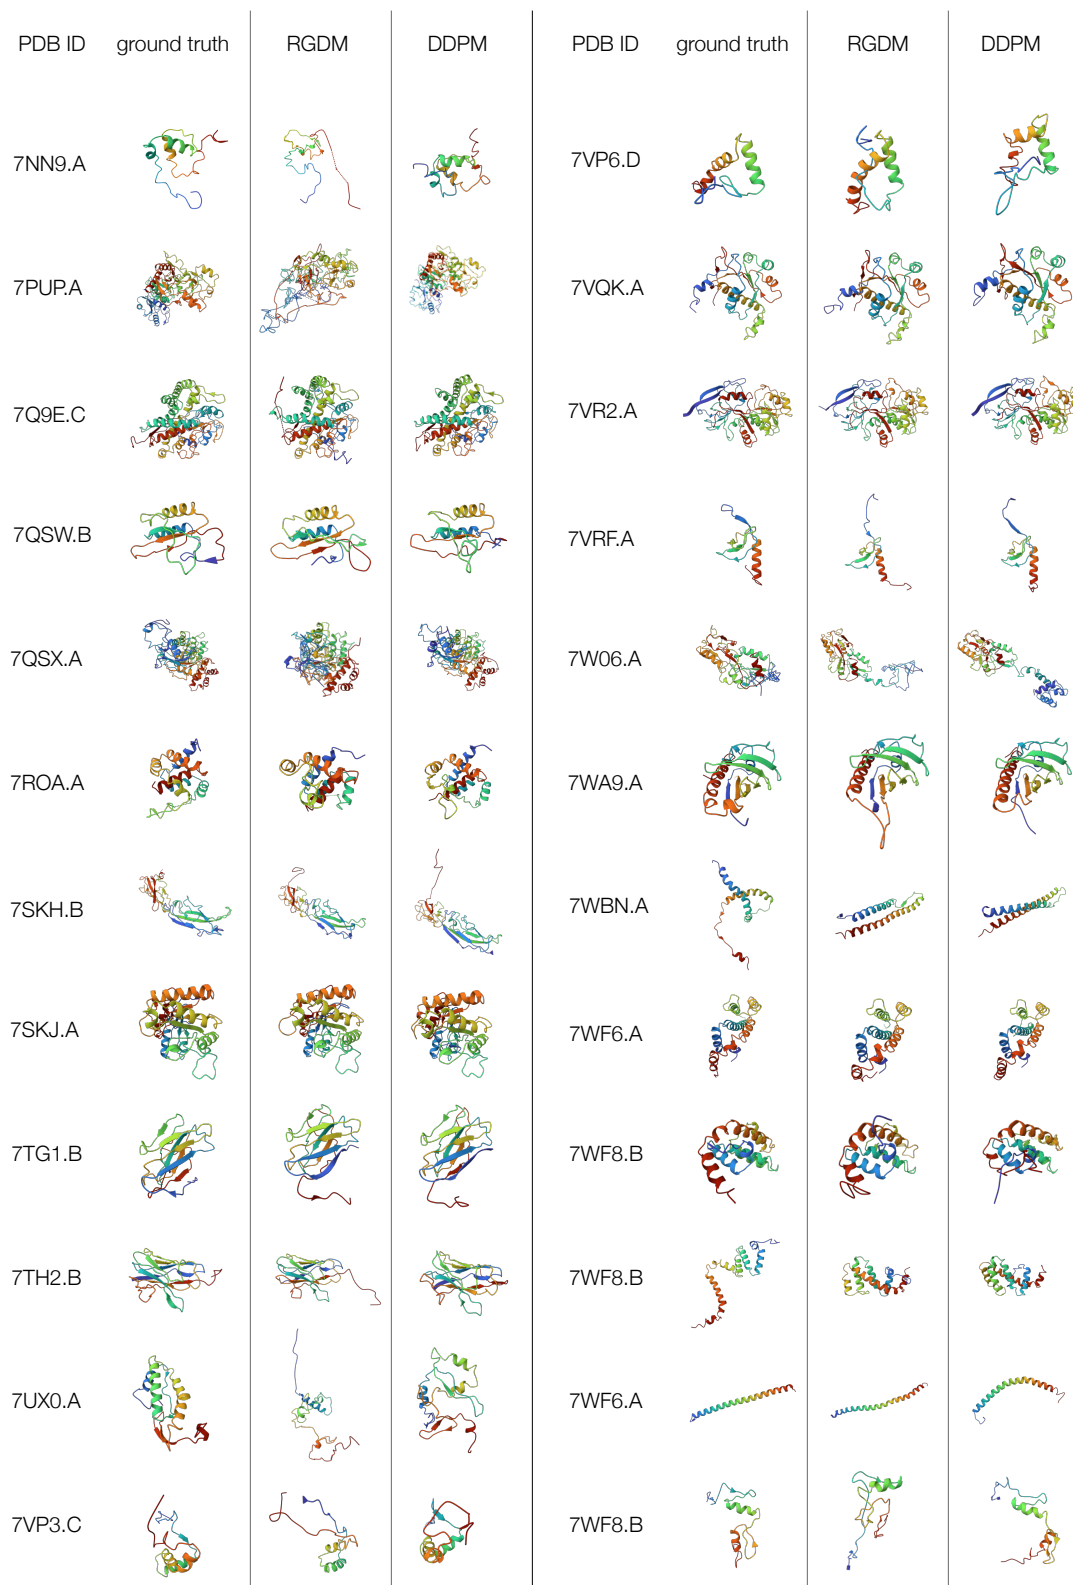 PDB ID ground truth RGDM DDPM PDB ID ground truth RGDM DDPM
7NN9.A 7VP6.D
7PUP.A 7VQK.A
7Q9E.C 7VR2.A
7QSW.B 7VRF.A
7QSX.A 7W06.A
7ROA.A 7WA9.A
7SKH.B 7WBN.A
7SKJ.A 7WF6.A
7TG1.B 7WF8.B
7TH2.B 7WF8.B
7UX0.A 7WF6.A
7VP3.C 7WF8.B